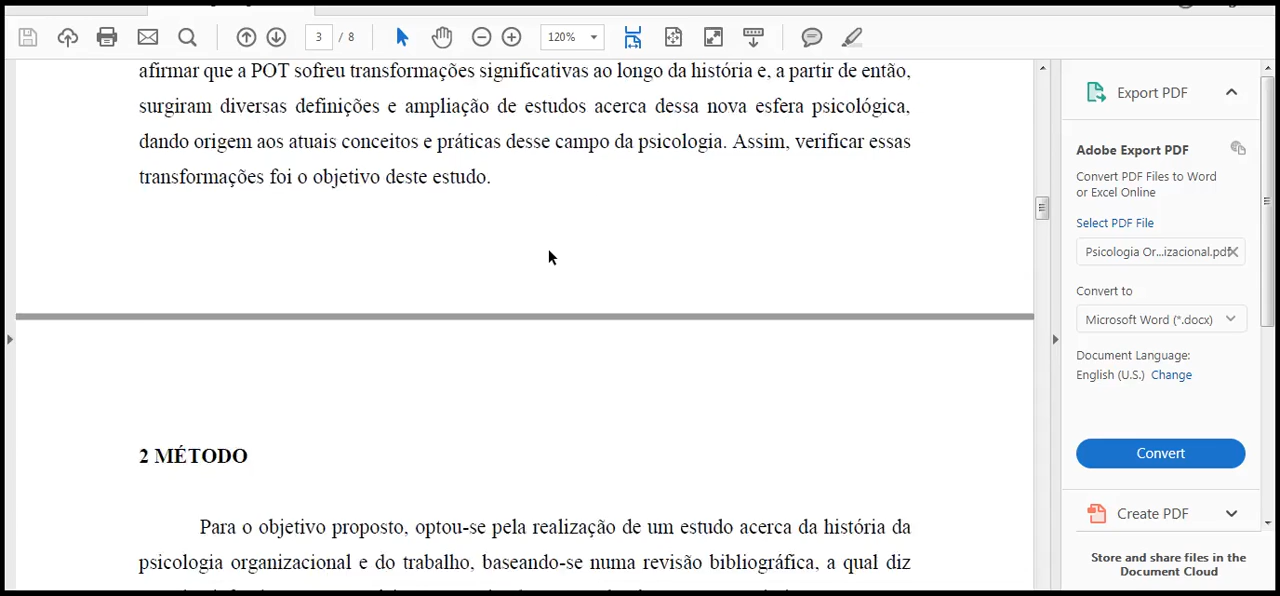 3 / 8
120%
afirmar que a POT sofreu transformações significativas ao longo da história e, a partir de então,
surgiram diversas definições e ampliação de estudos acerca dessa nova esfera psicológica,
dando origem aos atuais conceitos e práticas desse campo da psicologia. Assim, verificar essas
transformações foi o objetivo deste estudo.
2 MÉTODO
Para o objetivo proposto, optou-se pela realização de um estudo acerca da história da
psicologia organizacional e do trabalho, baseando-se numa revisão bibliográfica, a qual diz
Export PDF
Adobe Export PDF
Convert PDF Files to Word
or Excel Online
Select PDF File
Psicologia Or...izacional.pdf
Convert to
Microsoft Word (*.docx)
Document Language:
English (U.S.) Change
Convert
Create PDF
Store and share files in the
Document Cloud